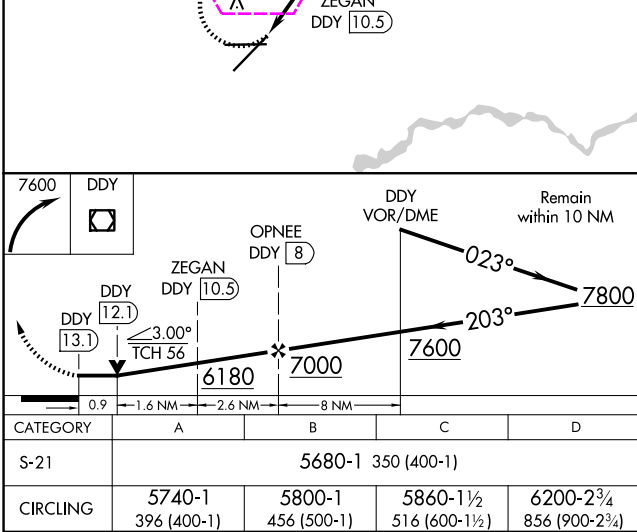 ZEGAN
DDY 10.5
7600
DDY
DDY
VOR/DME
Remain
within 10 NM
OPNEE
DDY 8
023°
ZEGAN
DDY 10.5
7800
DDY
12.1
203°
DDY
13.1
3.00°
TCH 56
7600
7000
6180
0.9
1.6 NM
2.6 NM
8 NM
CATEGORY A B C D
S-21 5680-1 350 (400-1)
CIRCLING
5740-1 5800-1 5860-1½ 6200-2¾
396 (400-1) 456 (500-1) 516 (600-1½) 856 (900-2¾)